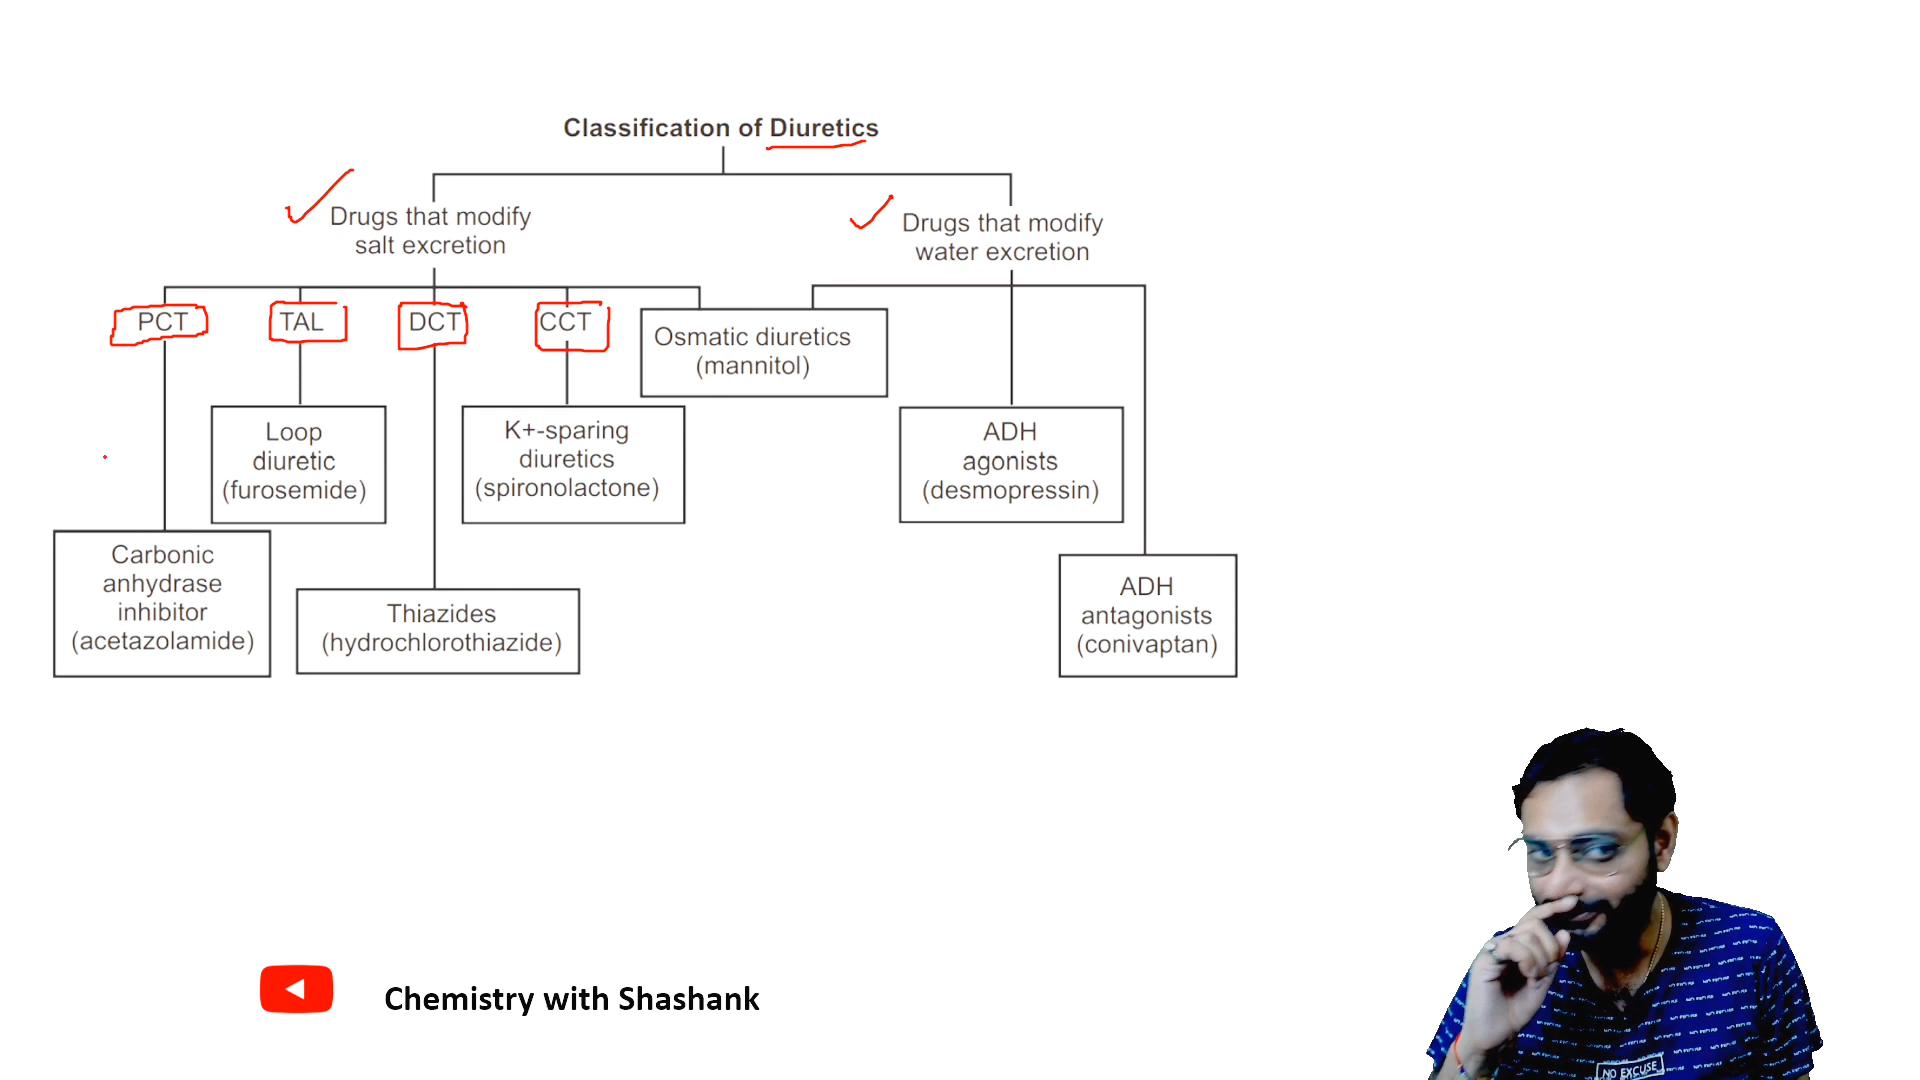 Classification of Diuretics
Drugs that modify
salt excretion
Drugs that modify
water excretion
PCT
TAL
DCT
CCT
Osmatic diuretics
(mannitol)
Loop
diuretic
(furosemide)
K+-sparing
diuretics
(spironolactone)
ADH
agonists
(desmopressin)
Carbonic
anhydrase
inhibitor
(acetazolamide)
Thiazides
(hydrochlorothiazide)
ADH
antagonists
(conivaptan)
Chemistry with Shashank
NO EXCUSE